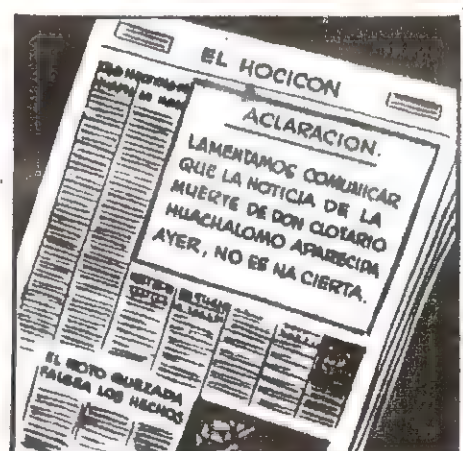 EL HOCICON
ACLARACION.
LAMENTAMOS COMUNICAR
QUE LA NOTICIA DE LA
MUERTE DE DON CLOTARIO
HUACHALOMO APARECIDA
AYER, NO ES NA CIERTA.
EL ROTO QUEZADA
FALSEA LOS HECHOS